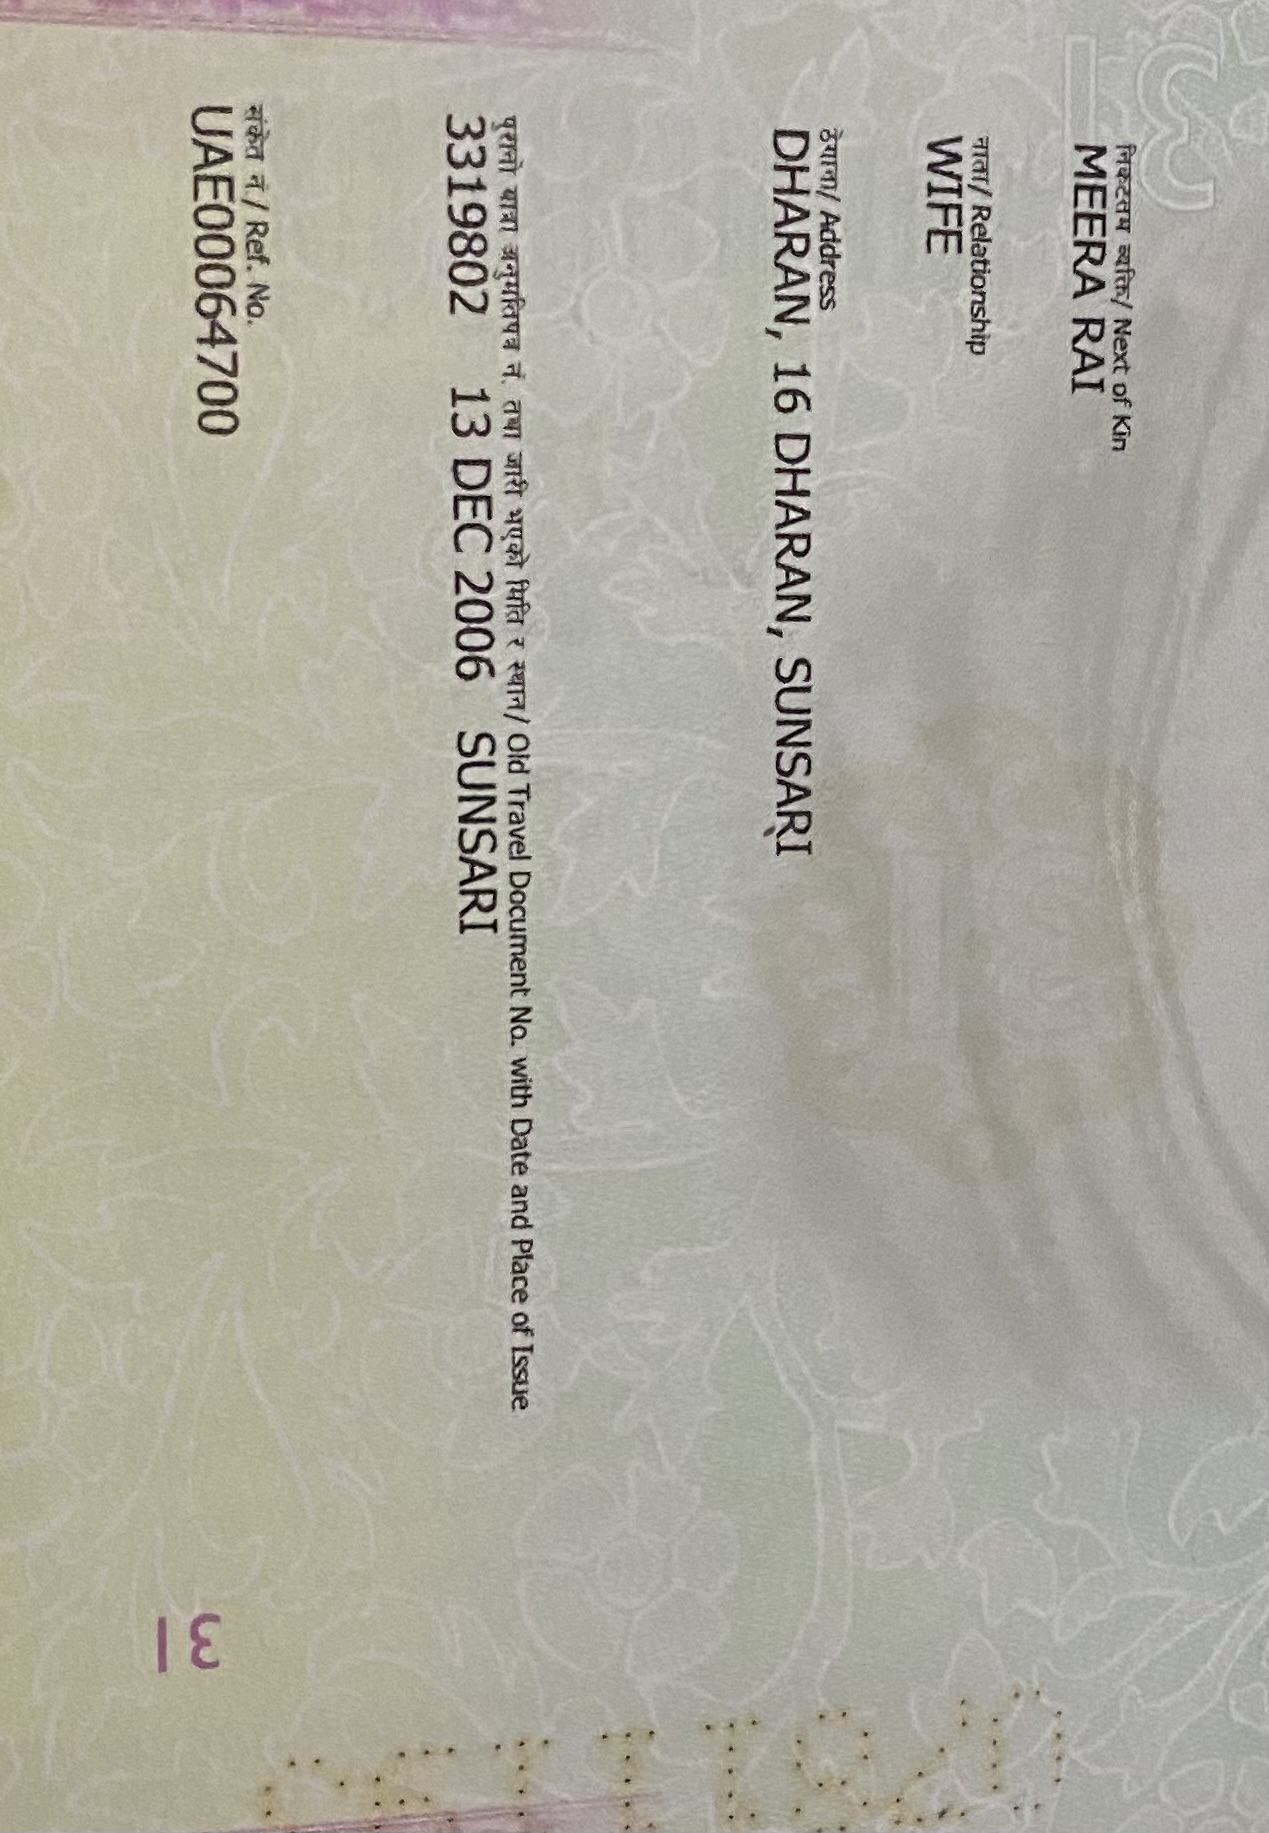 निकटतम व्यक्ति/ Next of Kin
MEERA RAI
नाता/ Relationship
WIFE
ठेगाना/ Address
DHARAN, 16 DHARAN, SUNSARI
पुरानो यात्रा अनुमतिपत्र नं. तथा जारी भएको मिति र स्थान/ Old Travel Document No. with Date and Place of Issue
3319802 13 DEC 2006 SUNSARI
संकेत नं./ Ref. No.
UAE00064700
31